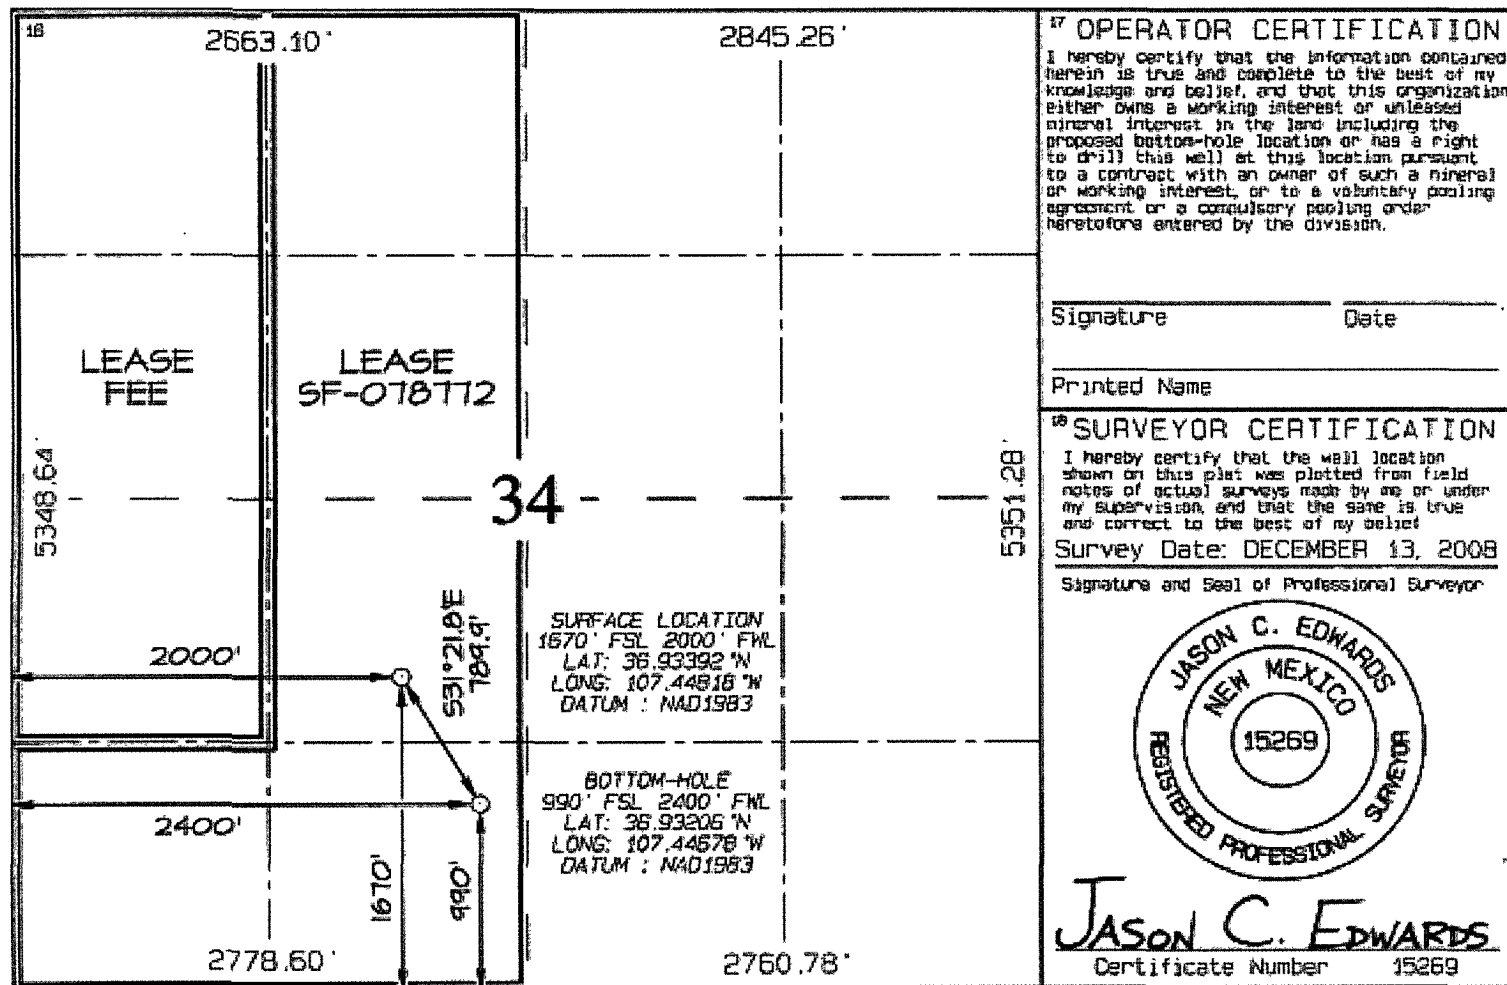 16
2663.10'
2845.26'
LEASE
FEE
LEASE
SF-078772
5348.64'
34
5351.28'
2000'
S31°21.8'E
789.9'
SURFACE LOCATION
1670' FSL 2000' FWL
LAT: 36.93392°N
LONG: 107.44818°W
DATUM : NAD1983
2400'
BOTTOM-HOLE
990' FSL 2400' FWL
LAT: 36.93206°N
LONG: 107.44678°W
DATUM : NAD1983
1670'
990'
2778.60'
2760.78'
17 OPERATOR CERTIFICATION
I hereby certify that the information contained
herein is true and complete to the best of my
knowledge and belief, and that this organization
either owns a working interest or unleased
mineral interest in the land including the
proposed bottom-hole location or has a right
to drill this well at this location pursuant
to a contract with an owner of such a mineral
or working interest, or to a voluntary pooling
agreement or a compulsory pooling order
heretofore entered by the division.
Signature Date
Printed Name
18 SURVEYOR CERTIFICATION
I hereby certify that the well location
shown on this plat was plotted from field
notes of actual surveys made by me or under
my supervision, and that the same is true
and correct to the best of my belief
Survey Date: DECEMBER 13, 2008
Signature and Seal of Professional Surveyor
JASON C. EDWARDS
NEW MEXICO
15269
REGISTERED PROFESSIONAL SURVEYOR
JASON C. EDWARDS
Certificate Number 15269